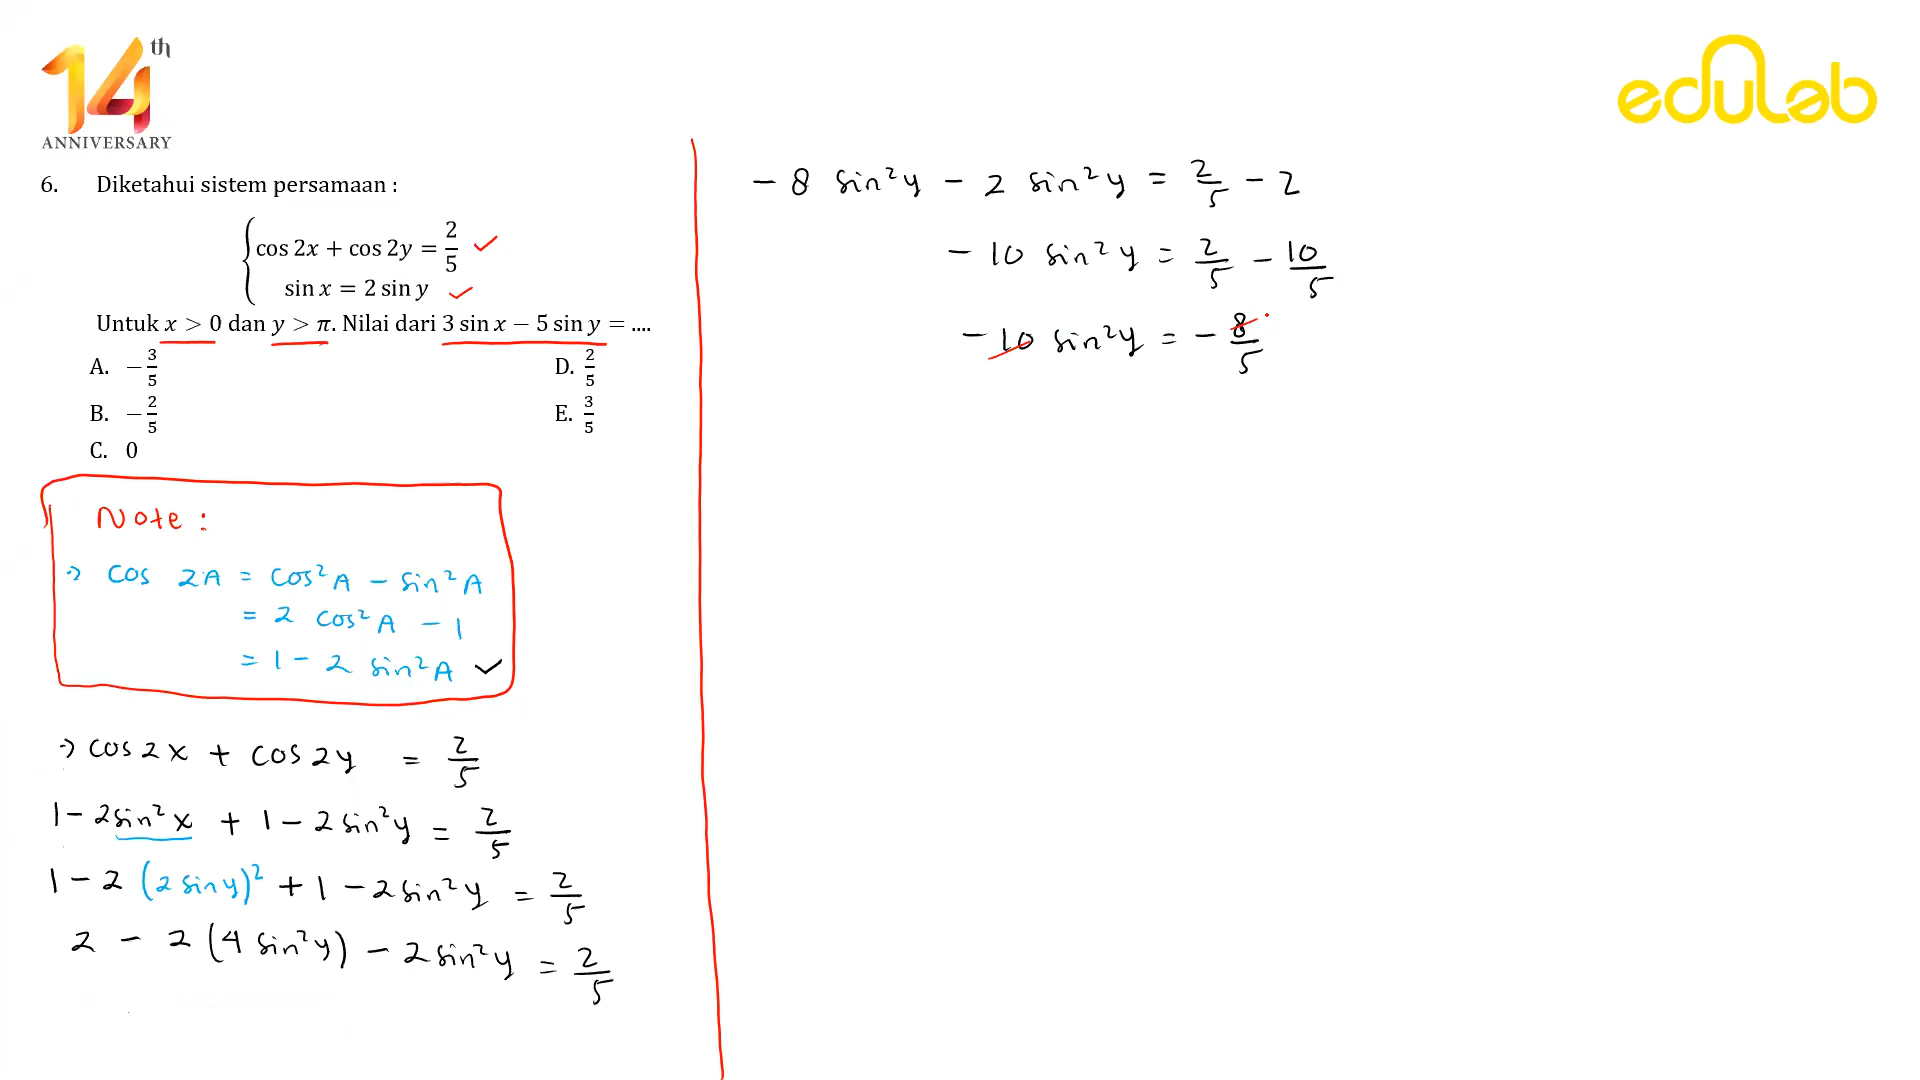 14th
ANNIVERSARY
edulab
6. Diketahui sistem persamaan :
cos 2x + cos 2y = 2/5 ✓
sin x = 2 sin y ✓
Untuk x > 0 dan y > π. Nilai dari 3 sin x − 5 sin y = ....
A. −3/5
B. −2/5
C. 0
D. 2/5
E. 3/5
Note :
→ cos 2A = cos²A − sin²A
= 2 cos²A − 1
= 1 − 2 sin²A ✓
→ cos 2x + cos 2y = 2/5
1 − 2 sin²x + 1 − 2 sin²y = 2/5
1 − 2 (2 sin y)² + 1 − 2 sin²y = 2/5
2 − 2 (4 sin²y) − 2 sin²y = 2/5
− 8 sin²y − 2 sin²y = 2/5 − 2
− 10 sin²y = 2/5 − 10/5
− 10 sin²y = − 8/5